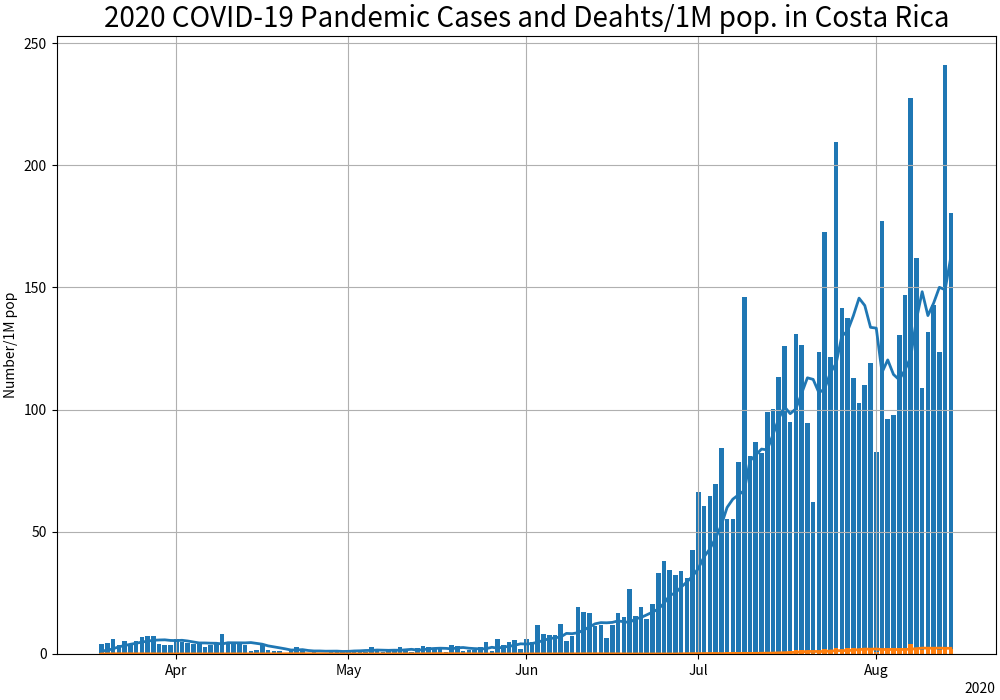 2020 COVID-19 Pandemic Cases and Deahts/1M pop. in Costa Rica
250
200
150
100
50
0
Number/1M pop
Apr
May
Jun
Jul
Aug
2020